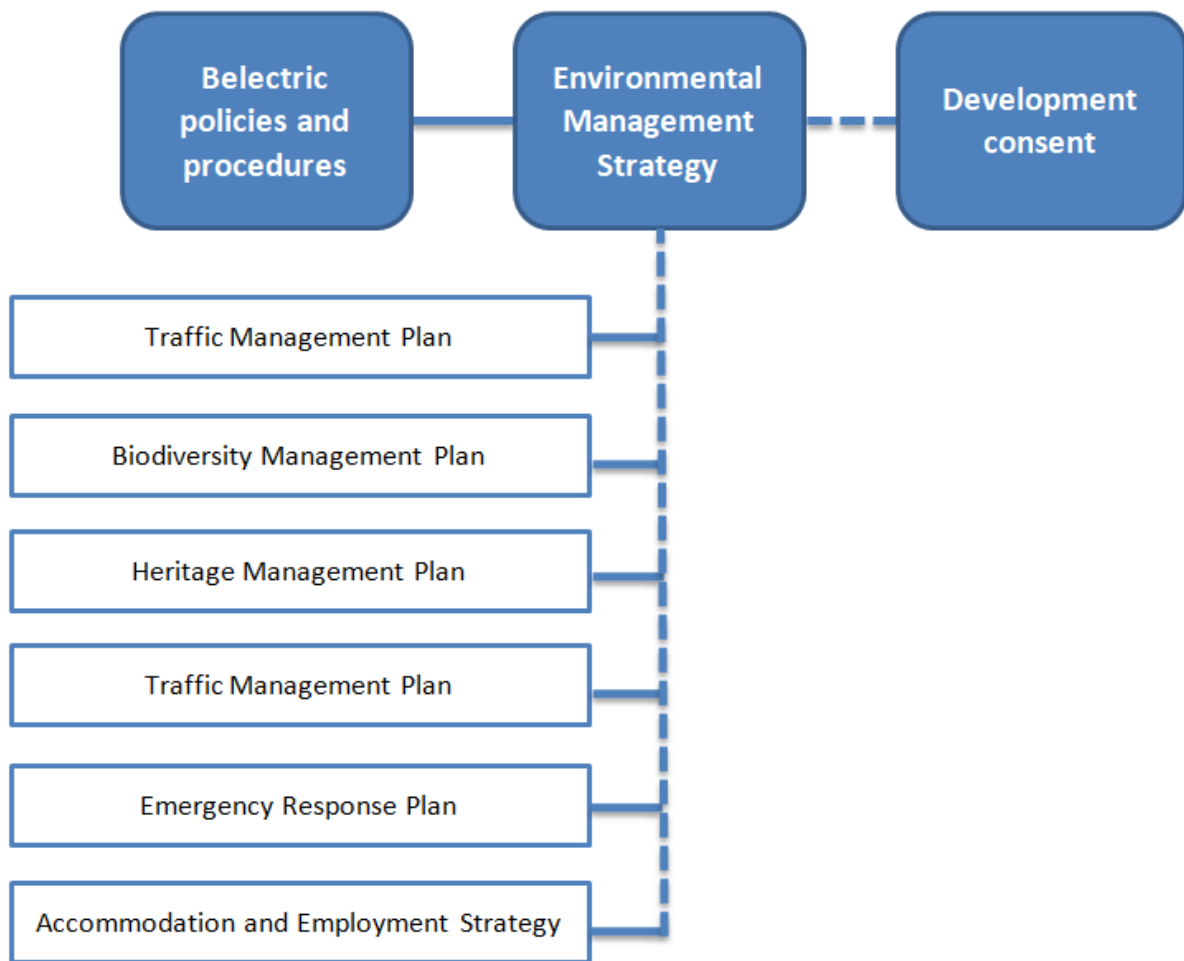 Belectric
policies and
procedures
Environmental
Management
Strategy
Development
consent
Traffic Management Plan
Biodiversity Management Plan
Heritage Management Plan
Traffic Management Plan
Emergency Response Plan
Accommodation and Employment Strategy